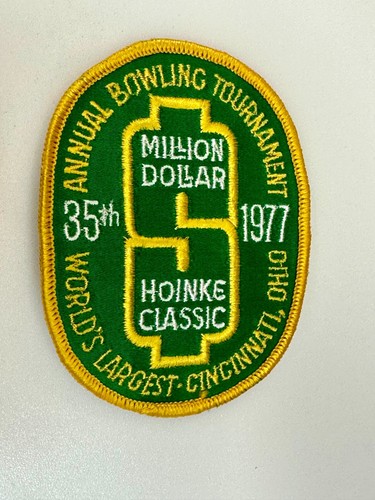 ANNUAL BOWLING TOURNAMENT
MILLION
DOLLAR
35th
1977
HOINKE
CLASSIC
WORLD'S LARGEST-CINCINNATI, OHIO